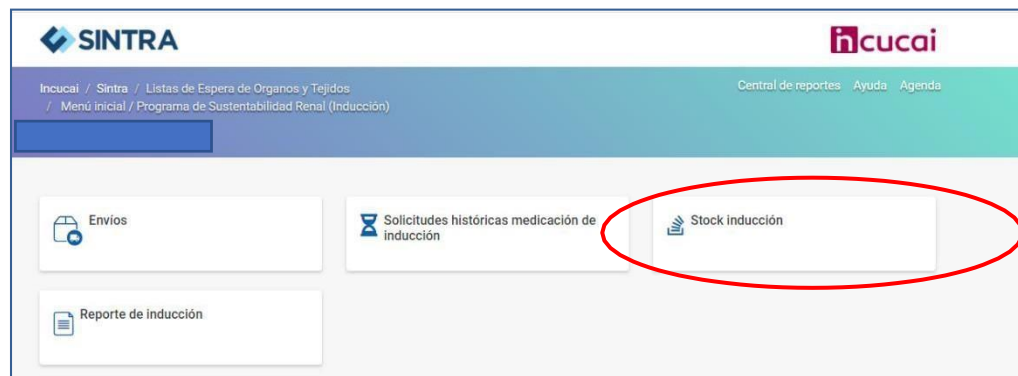 SINTRA
incucai
Incucai / Sintra / Listas de Espera de Organos y Tejidos
/ Menú inicial / Programa de Sustentabilidad Renal (Inducción)
Central de reportes Ayuda Agenda
Envíos
Solicitudes históricas medicación de
inducción
Stock inducción
Reporte de inducción